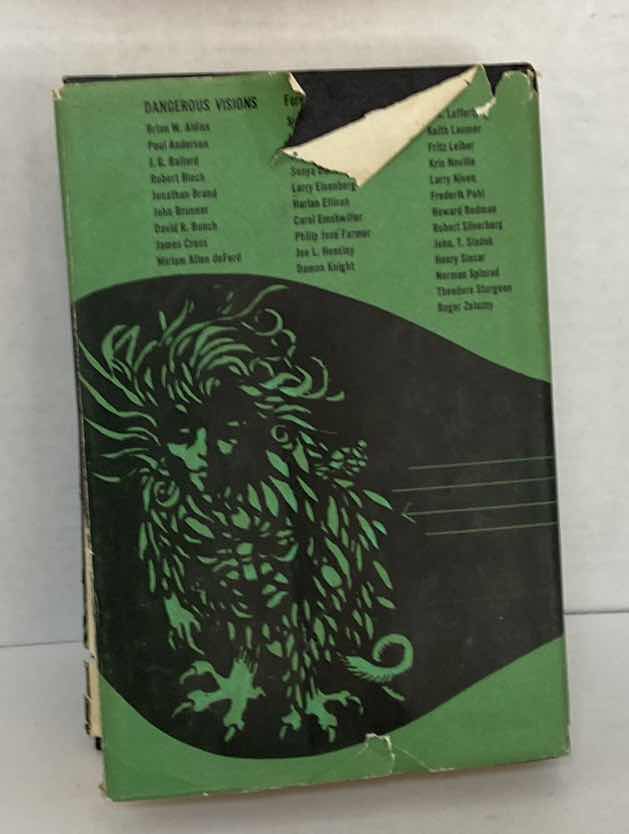 DANGEROUS VISIONS
Brian W. Aldiss
Poul Anderson
J. G. Ballard
Robert Bloch
Jonathan Brand
John Brunner
David R. Bunch
James Cross
Miriam Allen deFord
Larry Eisenberg
Harlan Ellison
Carol Emshwiller
Philip José Farmer
Joe L. Hensley
Damon Knight
Keith Laumer
Fritz Leiber
Kris Neville
Larry Niven
Frederik Pohl
Howard Rodman
Robert Silverberg
John. T. Sladek
Henry Slesar
Norman Spinrad
Theodore Sturgeon
Roger Zelazny